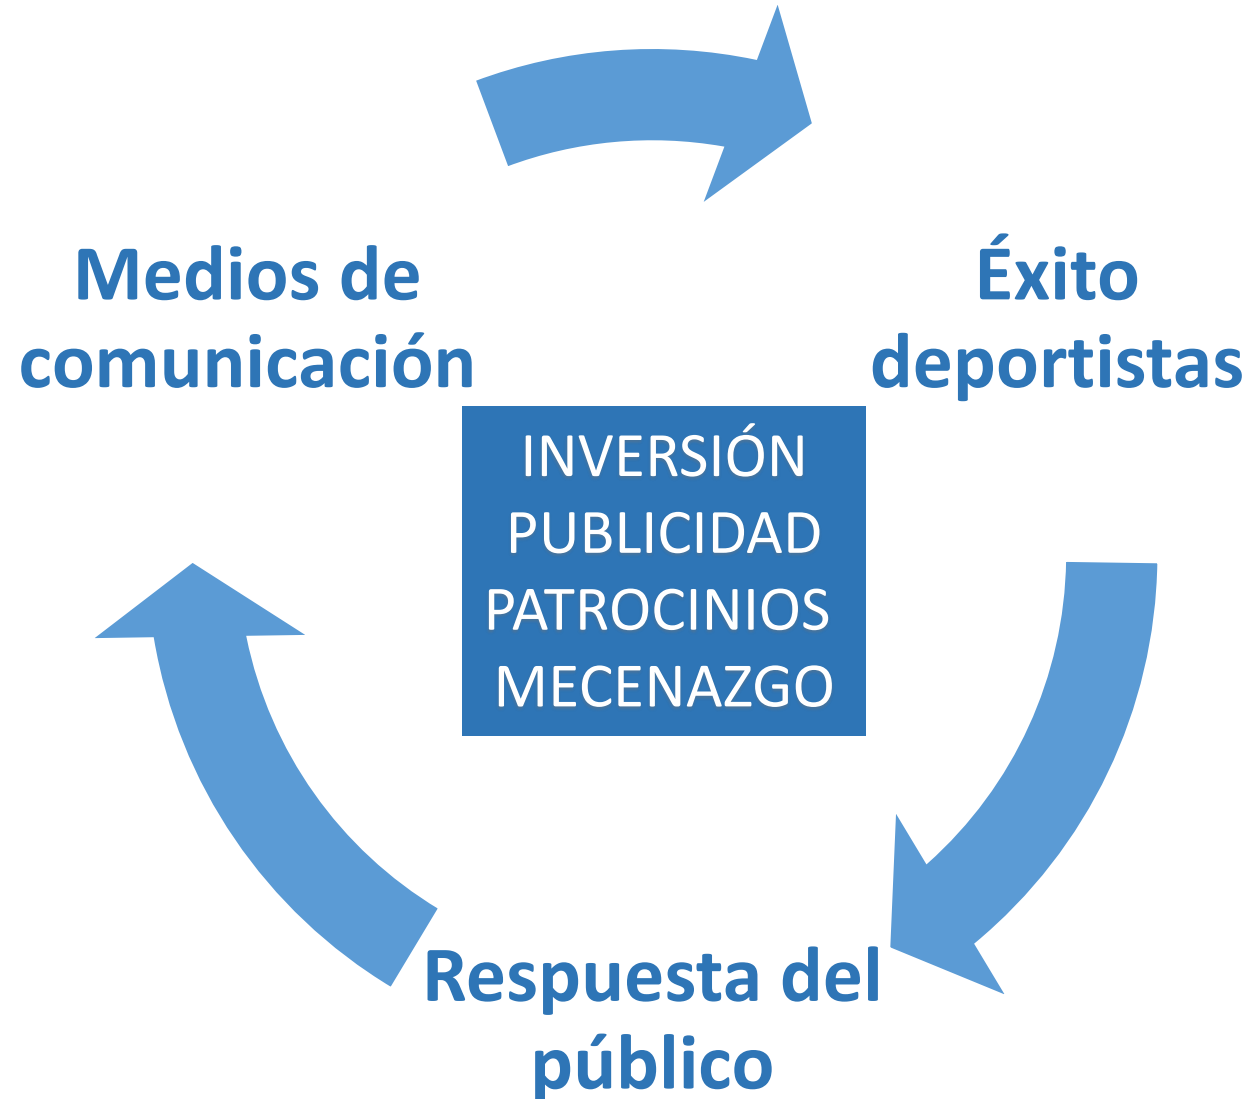 Medios de
comunicación
Éxito
deportistas
INVERSIÓN
PUBLICIDAD
PATROCINIOS
MECENAZGO
Respuesta del
público